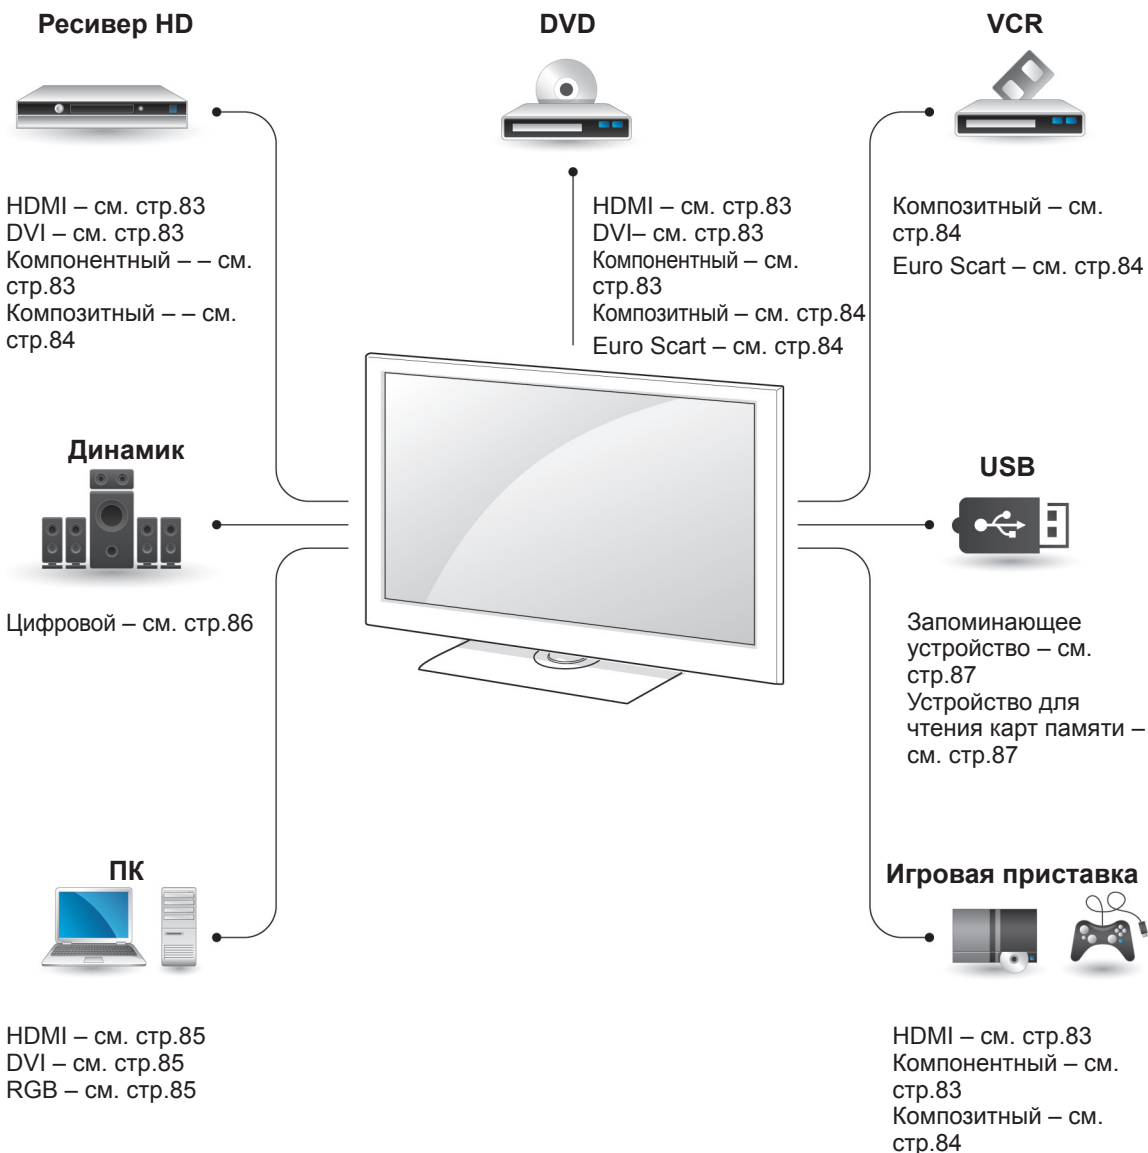 Ресивер HD
HDMI – см. стр.83
DVI – см. стр.83
Компонентный – – см.
стр.83
Композитный – – см.
стр.84
DVD
HDMI – см. стр.83
DVI– см. стр.83
Компонентный – см.
стр.83
Композитный – см. стр.84
Euro Scart – см. стр.84
VCR
Композитный – см.
стр.84
Euro Scart – см. стр.84
Динамик
Цифровой – см. стр.86
USB
Запоминающее
устройство – см.
стр.87
Устройство для
чтения карт памяти –
см. стр.87
ПК
HDMI – см. стр.85
DVI – см. стр.85
RGB – см. стр.85
Игровая приставка
HDMI – см. стр.83
Компонентный – см.
стр.83
Композитный – см.
стр.84